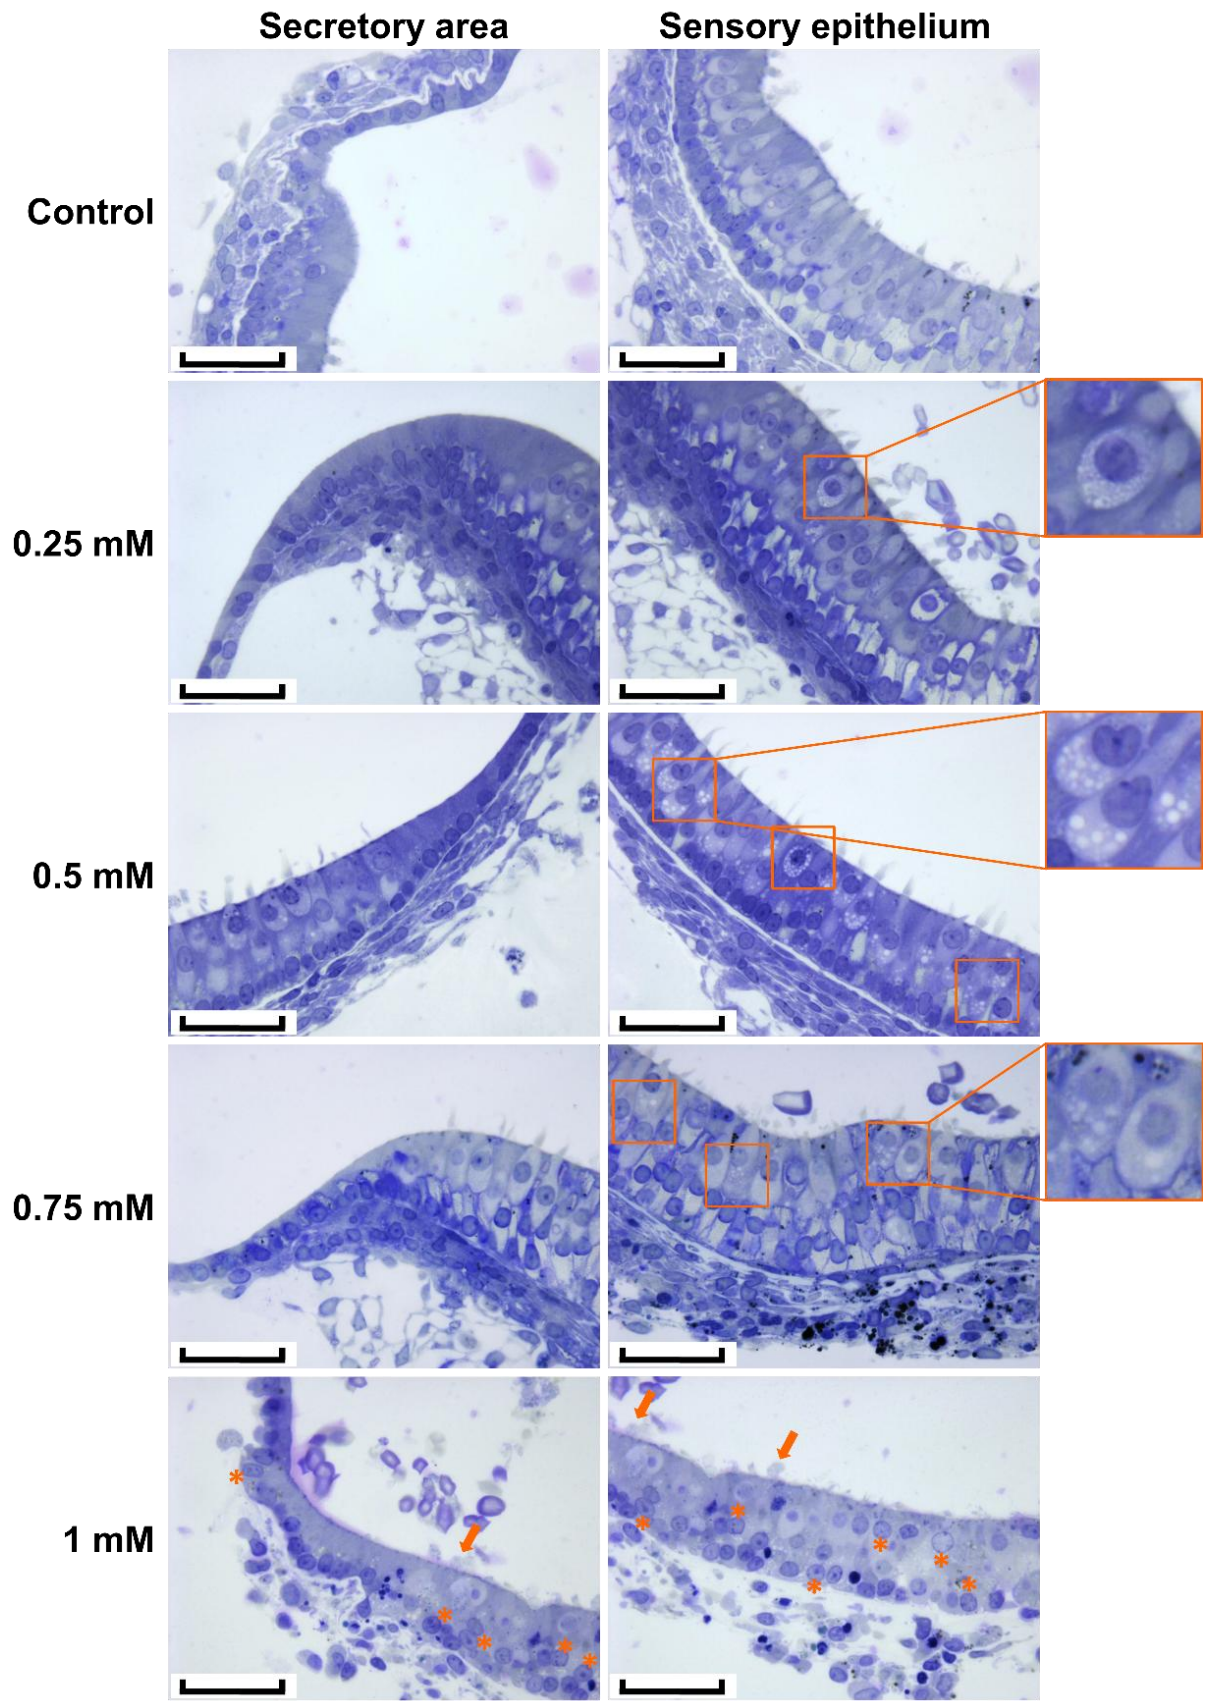 Secretory area
Sensory epithelium
Control
0.25 mM
0.5 mM
0.75 mM
1 mM